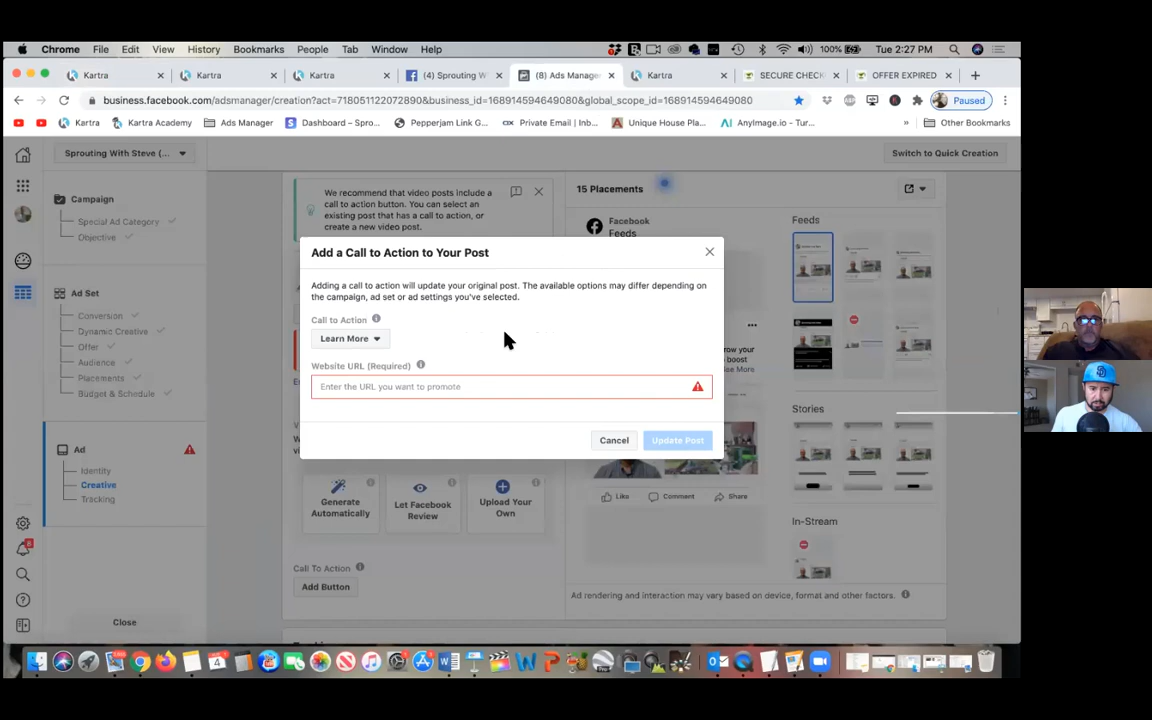 Chrome File Edit View History Bookmarks People Tab Window Help 100% Tue 2:27 PM
Kartra Kartra Kartra (4) Sprouting W (8) Ads Manage Kartra SECURE CHECK OFFER EXPIRED
business.facebook.com/adsmanager/creation?act=718051122072890&business_id=168914594649080&global_scope_id=168914594649080 Paused
Kartra Kartra Academy Ads Manager Dashboard – Spro... Pepperjam Link G... Private Email | Inb... Unique House Pla... AnyImage.io - Tur... » Other Bookmarks
Sprouting With Steve (... Switch to Quick Creation
Campaign
Special Ad Category
Objective
Ad Set
Conversion
Dynamic Creative
Offer
Audience
Placements
Budget & Schedule
Ad
Identity
Creative
Tracking
Close
We recommend that video posts include a
call to action button. You can select an
existing post that has a call to action, or
create a new video post.
15 Placements
Facebook
Feeds
Feeds
Add a Call to Action to Your Post
Adding a call to action will update your original post. The available options may differ depending on
the campaign, ad set or ad settings you've selected.
Call to Action
Learn More
Website URL (Required)
Enter the URL you want to promote
Cancel Update Post
row your
boost
See More
Generate
Automatically
Let Facebook
Review
Upload Your
Own
Like Comment Share
Stories
In-Stream
Call To Action
Add Button
Ad rendering and interaction may vary based on device, format and other factors.